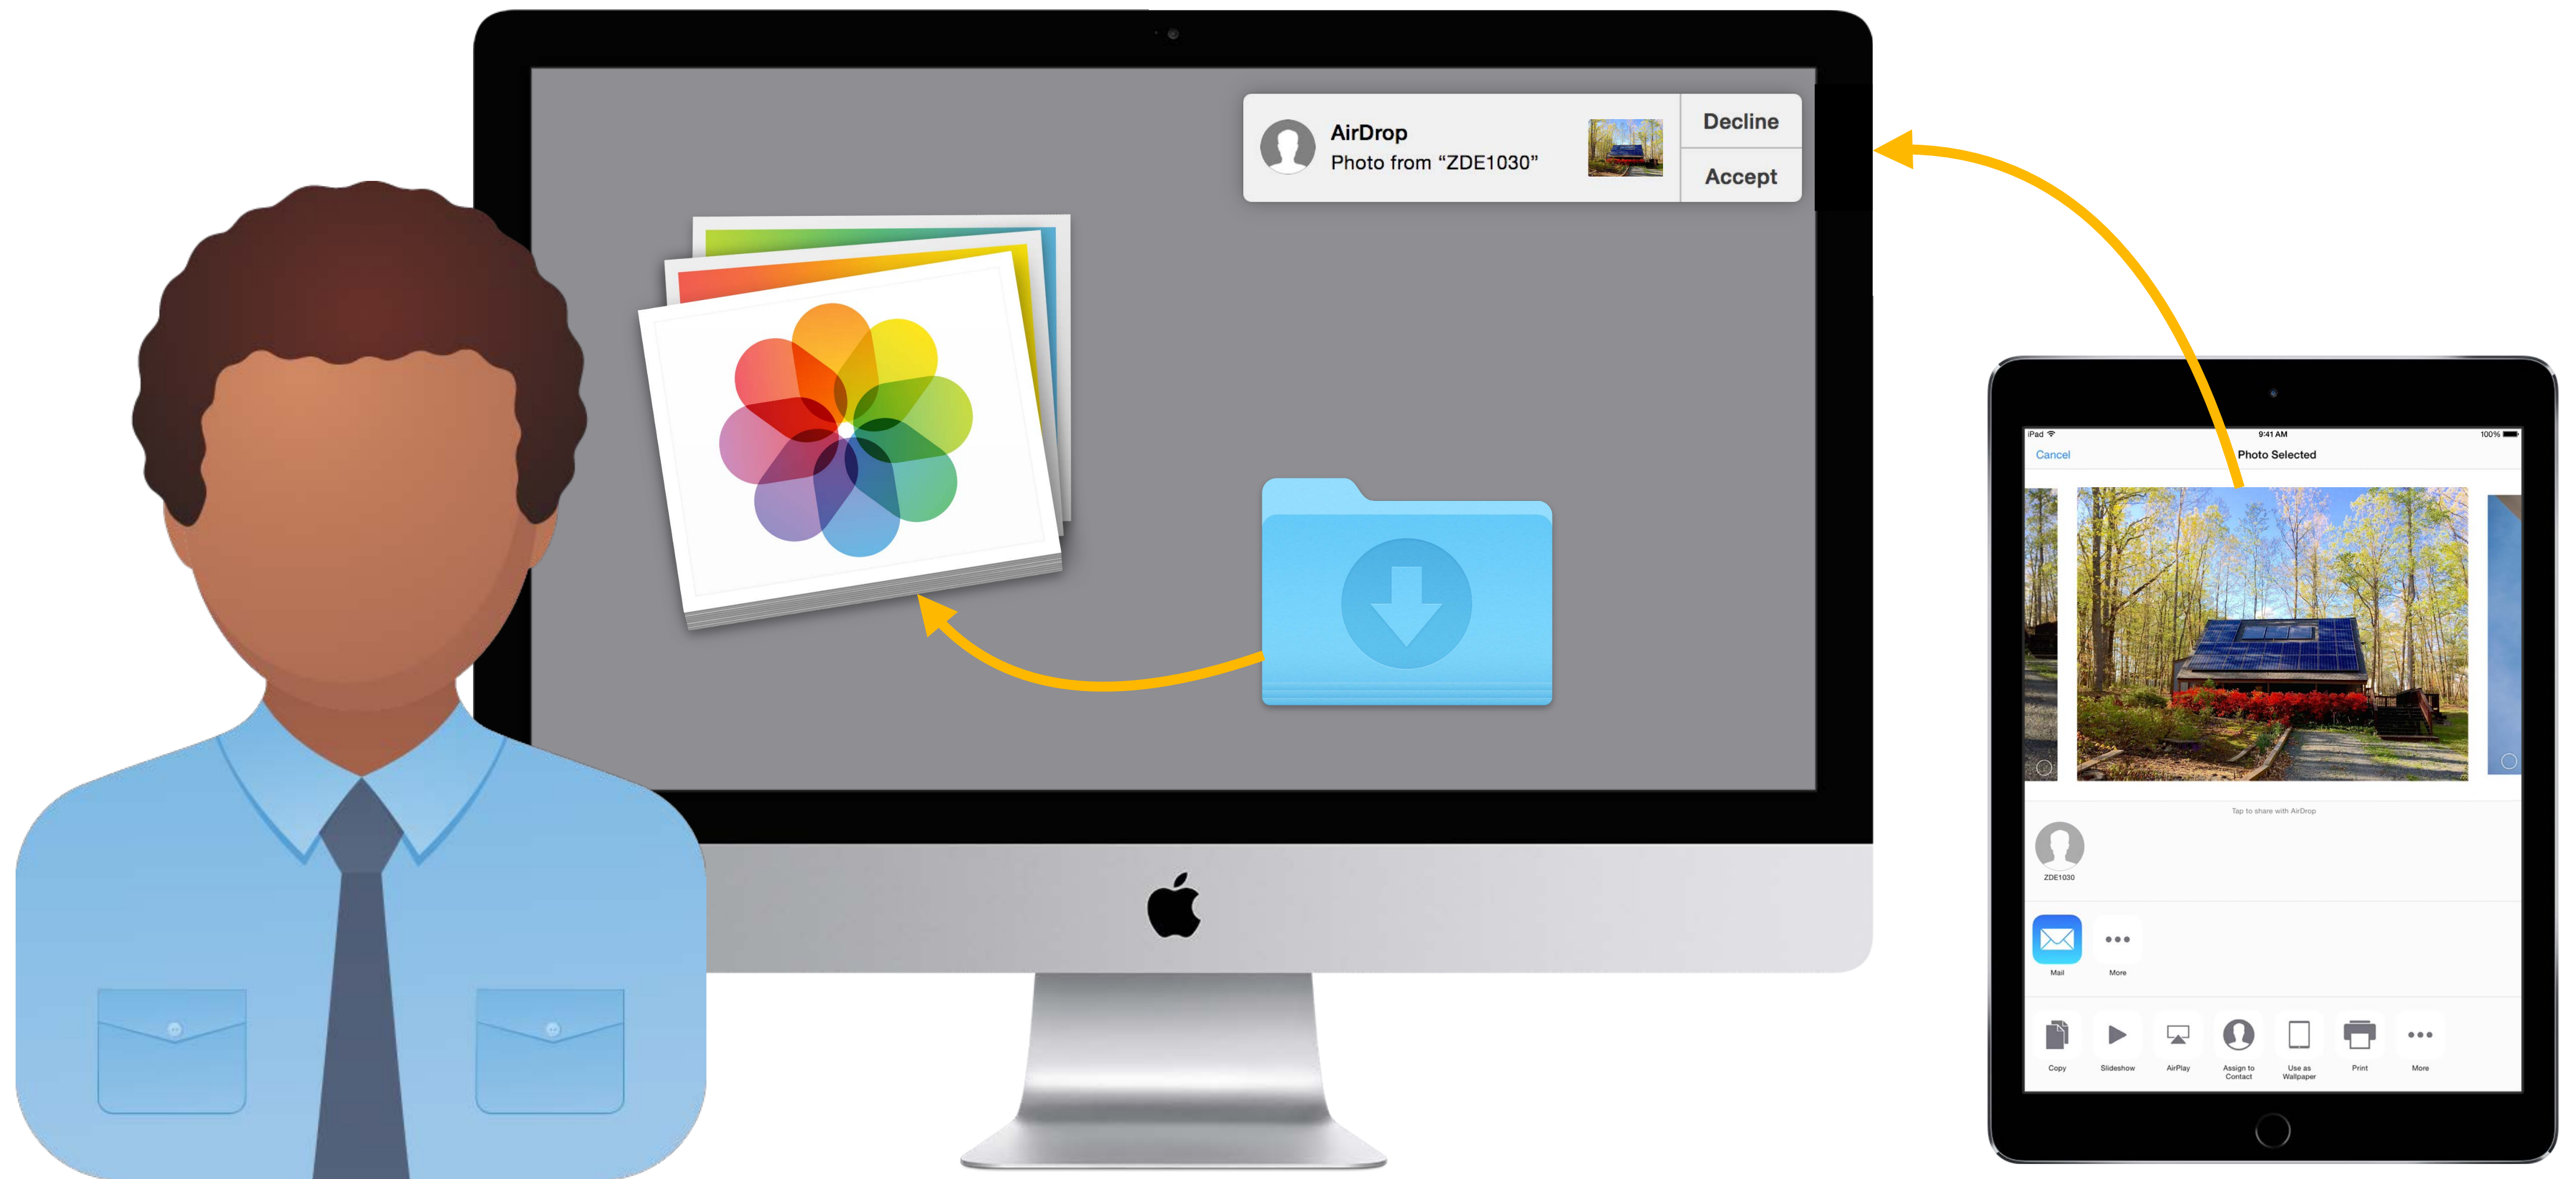 AirDrop
Photo from “ZDE1030”
Decline
Accept
iPad
9:41 AM
100%
Cancel
Photo Selected
Tap to share with AirDrop
ZDE1030
Mail
More
Copy
Slideshow
AirPlay
Assign to
Contact
Use as
Wallpaper
Print
More